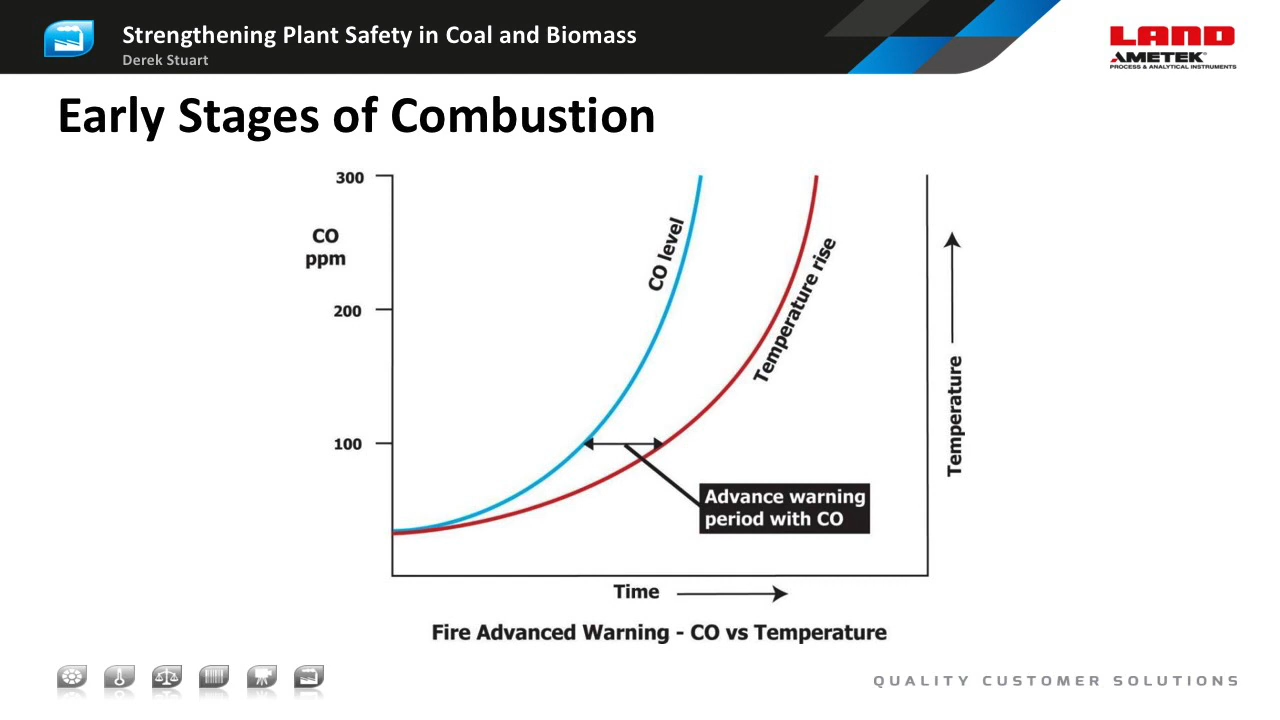 Strengthening Plant Safety in Coal and Biomass
Derek Stuart
LAND
AMETEK®
PROCESS & ANALYTICAL INSTRUMENTS
Early Stages of Combustion
300
CO
ppm
200
100
CO level
Temperature rise
Temperature
Advance warning
period with CO
Time
Fire Advanced Warning - CO vs Temperature
QUALITY CUSTOMER SOLUTIONS